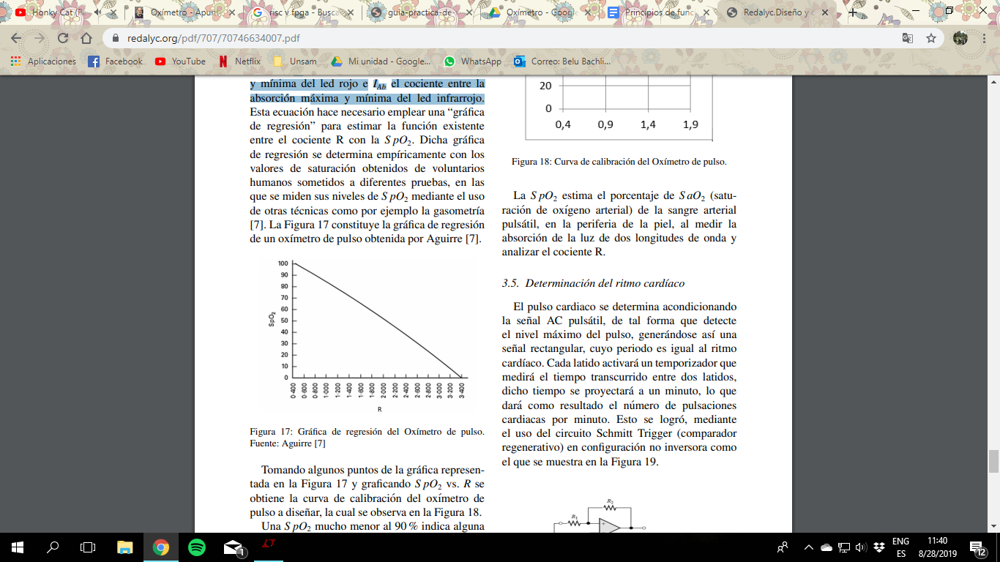 Honky Cat (Re
Oxímetro - Apunt
risc y fpga - Busca
guia-practica-de-
Oximetro - Google
Principios de func
Redalyc.Diseño y
redalyc.org/pdf/707/70746634007.pdf
Aplicaciones
Facebook
YouTube
Netflix
Unsam
Mi unidad - Google...
WhatsApp
Correo: Belu Bachli...
y mínima del led rojo e I_Ab el cociente entre la
absorción máxima y mínima del led infrarrojo.
Esta ecuación hace necesario emplear una “gráfica
de regresión” para estimar la función existente
entre el cociente R con la SpO₂. Dicha gráfica
de regresión se determina empíricamente con los
valores de saturación obtenidos de voluntarios
humanos sometidos a diferentes pruebas, en las
que se miden sus niveles de SpO₂ mediante el uso
de otras técnicas como por ejemplo la gasometría
[7]. La Figura 17 constituye la gráfica de regresión
de un oxímetro de pulso obtenida por Aguirre [7].
100
90
80
70
60
50
40
30
20
10
0
SpO₂
0·400
0·600
0·800
1·000
1·200
1·400
1·600
1·800
2·000
2·200
2·400
2·600
2·800
3·000
3·200
3·400
R
Figura 17: Gráfica de regresión del Oxímetro de pulso.
Fuente: Aguirre [7]
Tomando algunos puntos de la gráfica represen-
tada en la Figura 17 y graficando SpO₂ vs. R se
obtiene la curva de calibración del oxímetro de
pulso a diseñar, la cual se observa en la Figura 18.
Una SpO₂ mucho menor al 90 % indica alguna
20
0
0,4
0,9
1,4
1,9
Figura 18: Curva de calibración del Oxímetro de pulso.
La SpO₂ estima el porcentaje de SaO₂ (satu-
ración de oxígeno arterial) de la sangre arterial
pulsátil, en la periferia de la piel, al medir la
absorción de la luz de dos longitudes de onda y
analizar el cociente R.
3.5. Determinación del ritmo cardíaco
El pulso cardiaco se determina acondicionando
la señal AC pulsátil, de tal forma que detecte
el nivel máximo del pulso, generándose así una
señal rectangular, cuyo periodo es igual al ritmo
cardíaco. Cada latido activará un temporizador que
medirá el tiempo transcurrido entre dos latidos,
dicho tiempo se proyectará a un minuto, lo que
dará como resultado el número de pulsaciones
cardiacas por minuto. Esto se logró, mediante
el uso del circuito Schmitt Trigger (comparador
regenerativo) en configuración no inversora como
el que se muestra en la Figura 19.
R₁
1
ENG
ES
11:40
8/28/2019
12